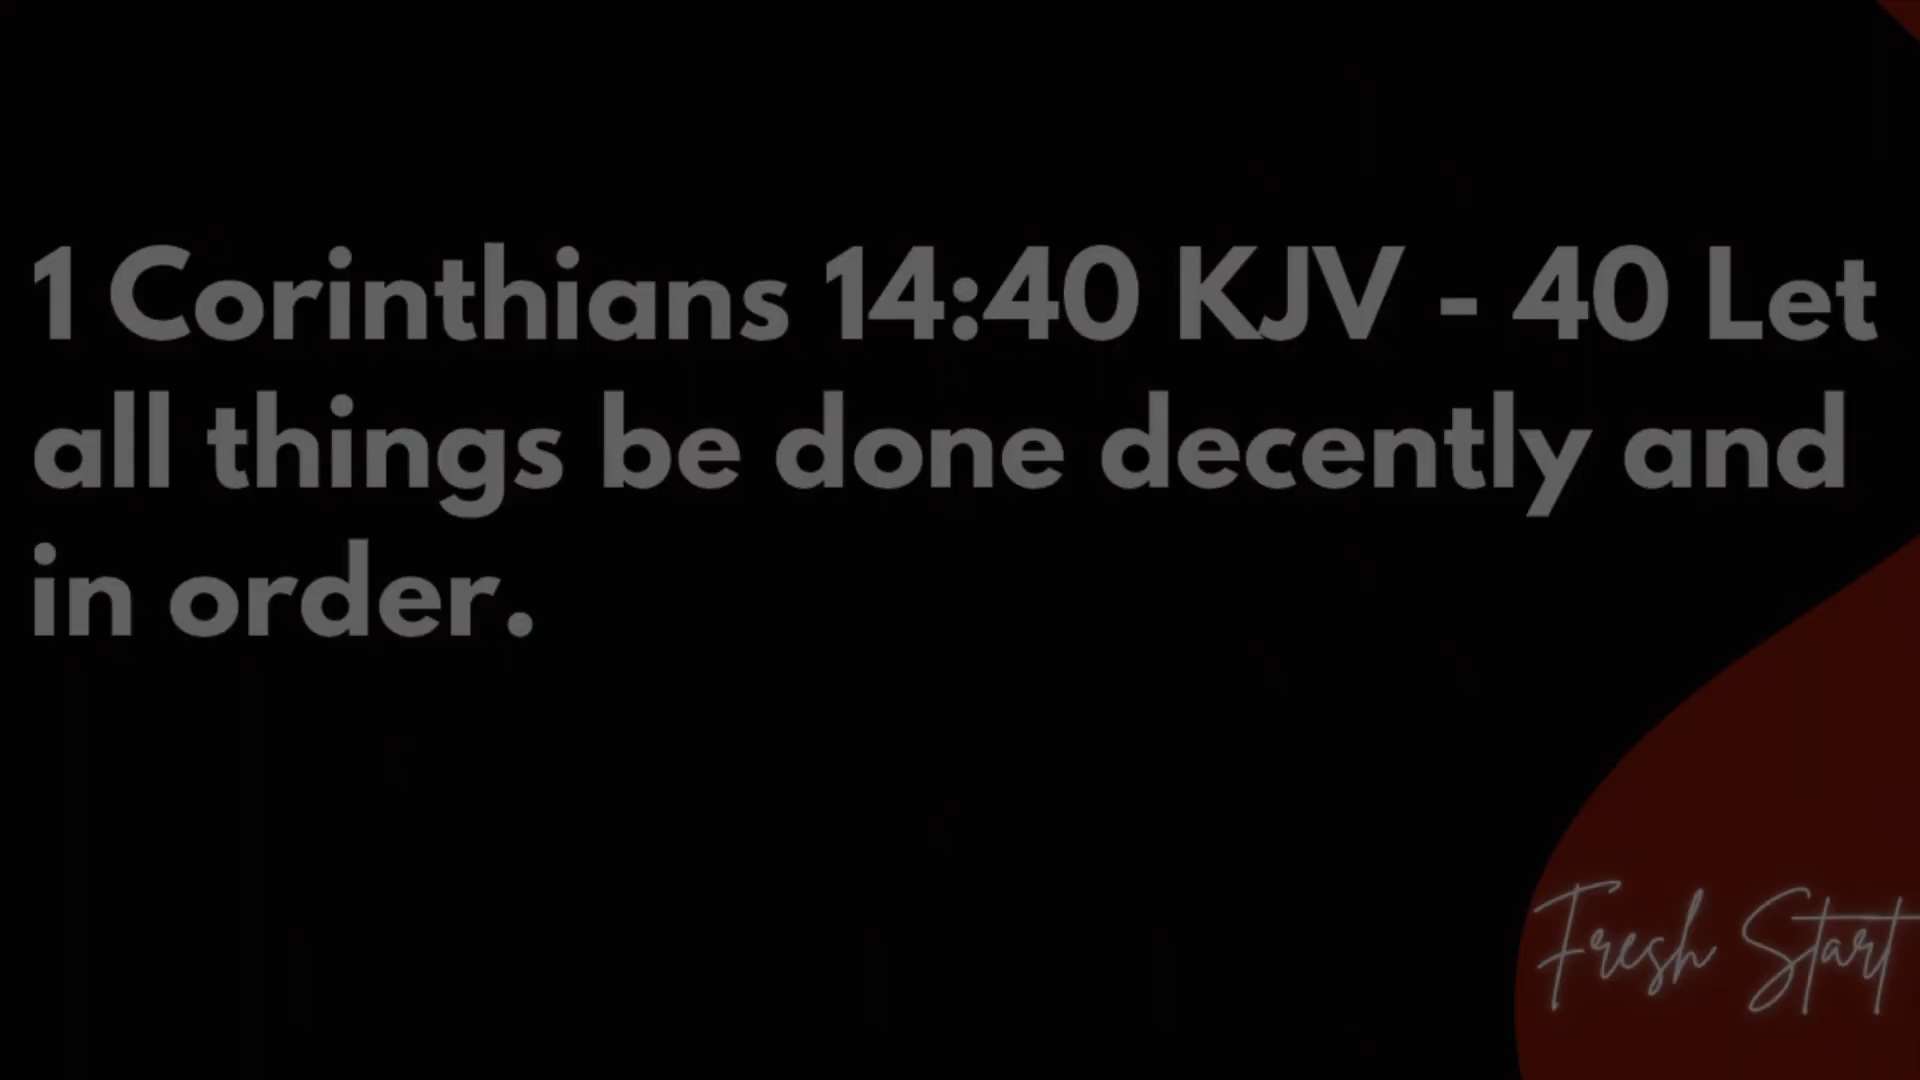 1 Corinthians 14:40 KJV - 40 Let
all things be done decently and
in order.
Fresh Start